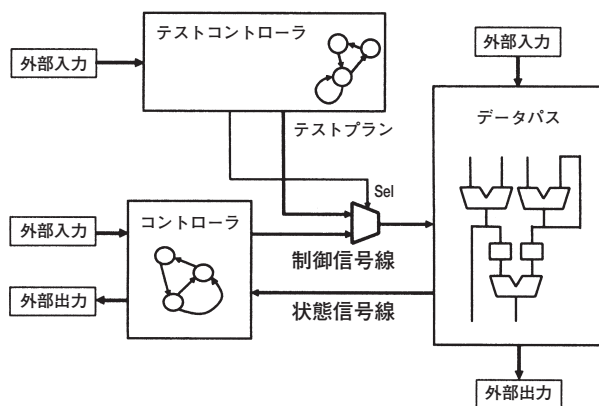 テストコントローラ
外部入力
外部入力
テストプラン
データパス
Sel
外部入力
コントローラ
制御信号線
外部出力
状態信号線
外部出力